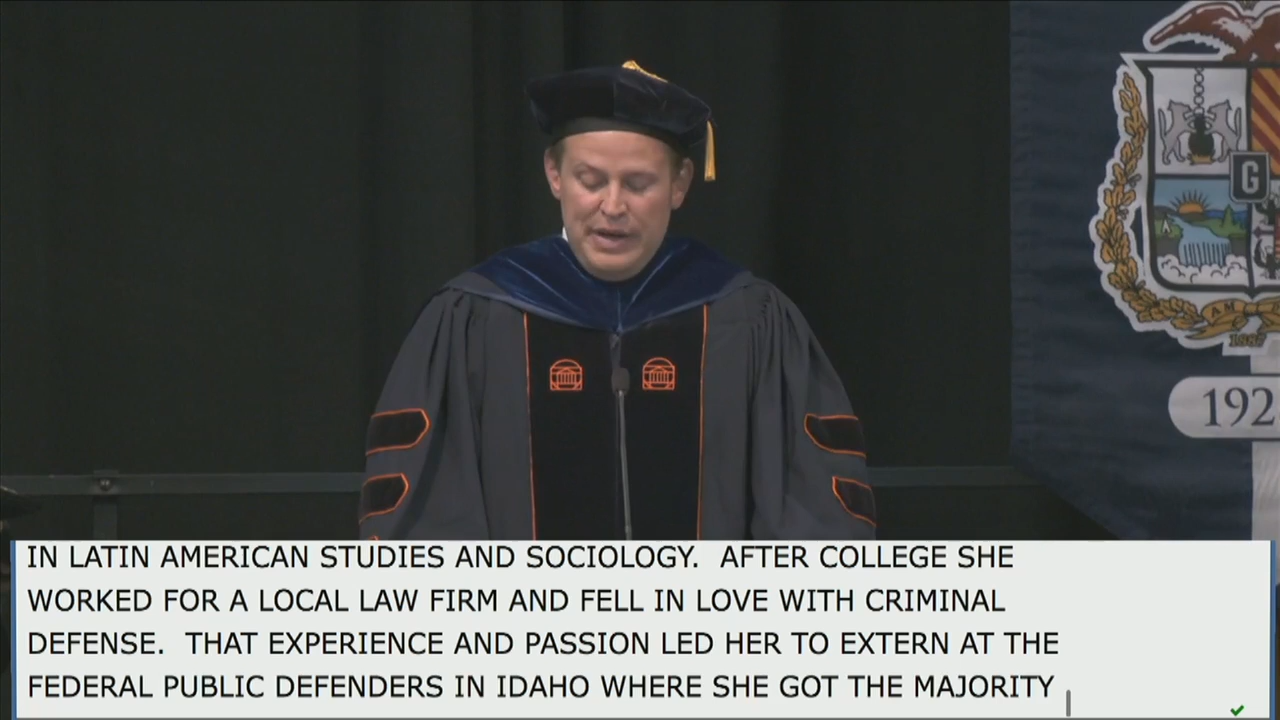 G
AM
1887
192
IN LATIN AMERICAN STUDIES AND SOCIOLOGY.  AFTER COLLEGE SHE
WORKED FOR A LOCAL LAW FIRM AND FELL IN LOVE WITH CRIMINAL
DEFENSE.  THAT EXPERIENCE AND PASSION LED HER TO EXTERN AT THE
FEDERAL PUBLIC DEFENDERS IN IDAHO WHERE SHE GOT THE MAJORITY